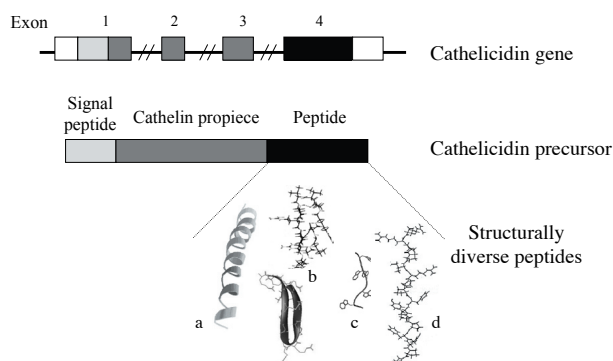 Exon 1 2 3 4
Cathelicidin gene
Signal
peptide
Cathelin propiece
Peptide
Cathelicidin precursor
Structurally
diverse peptides
a
b
c
d